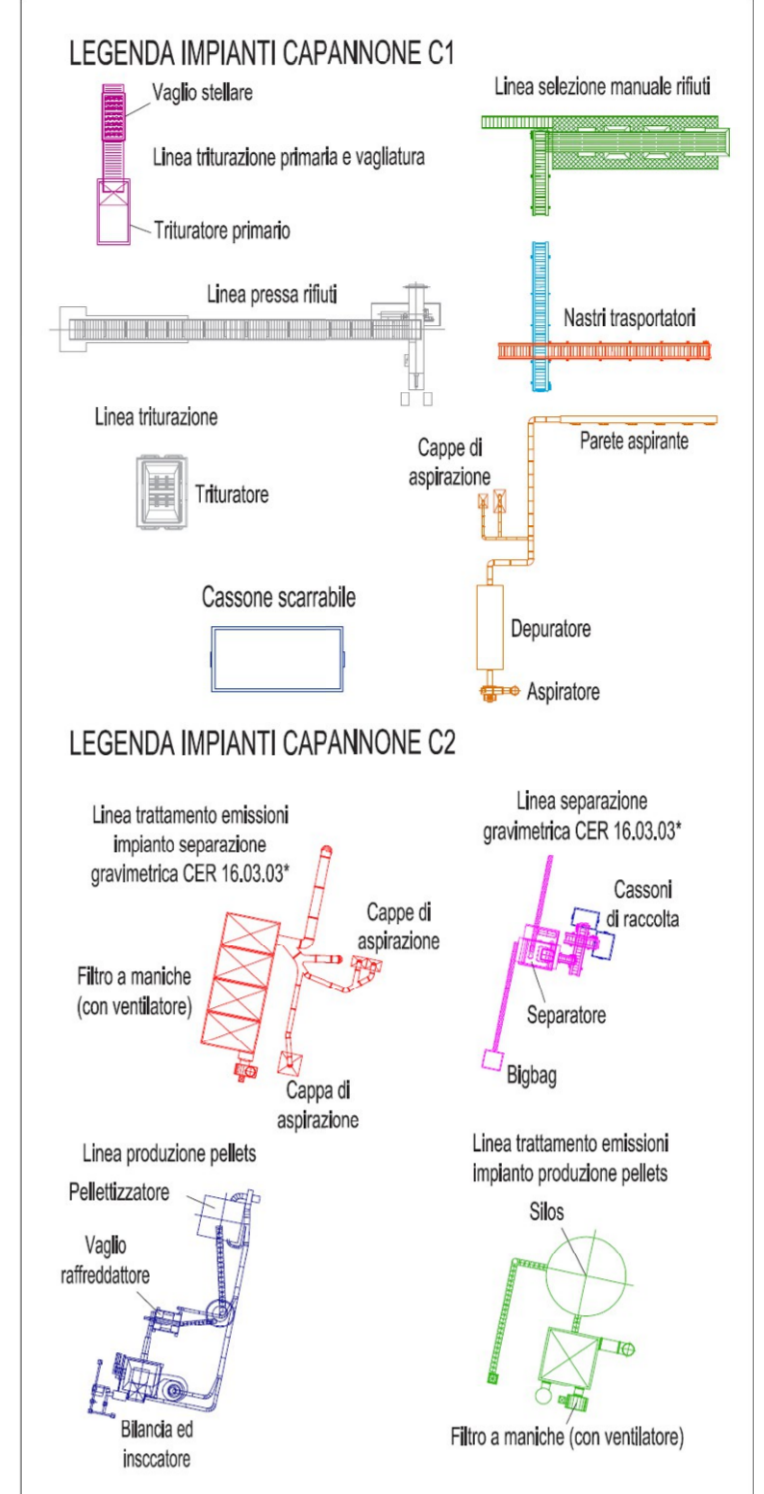 LEGENDA IMPIANTI CAPANNONE C1
Vaglio stellare
Linea triturazione primaria e vagliatura
Trituratore primario
Linea selezione manuale rifiuti
Linea pressa rifiuti
Nastri trasportatori
Linea triturazione
Trituratore
Cappe di
aspirazione
Parete aspirante
Cassone scarrabile
Depuratore
Aspiratore
LEGENDA IMPIANTI CAPANNONE C2
Linea trattamento emissioni
impianto separazione
gravimetrica CER 16.03.03*
Cappe di
aspirazione
Filtro a maniche
(con ventilatore)
Cappa di
aspirazione
Linea separazione
gravimetrica CER 16.03.03*
Cassoni
di raccolta
Separatore
Bigbag
Linea produzione pellets
Pellettizzatore
Vaglio
raffreddattore
Bilancia ed
insccatore
Linea trattamento emissioni
impianto produzione pellets
Silos
Filtro a maniche (con ventilatore)